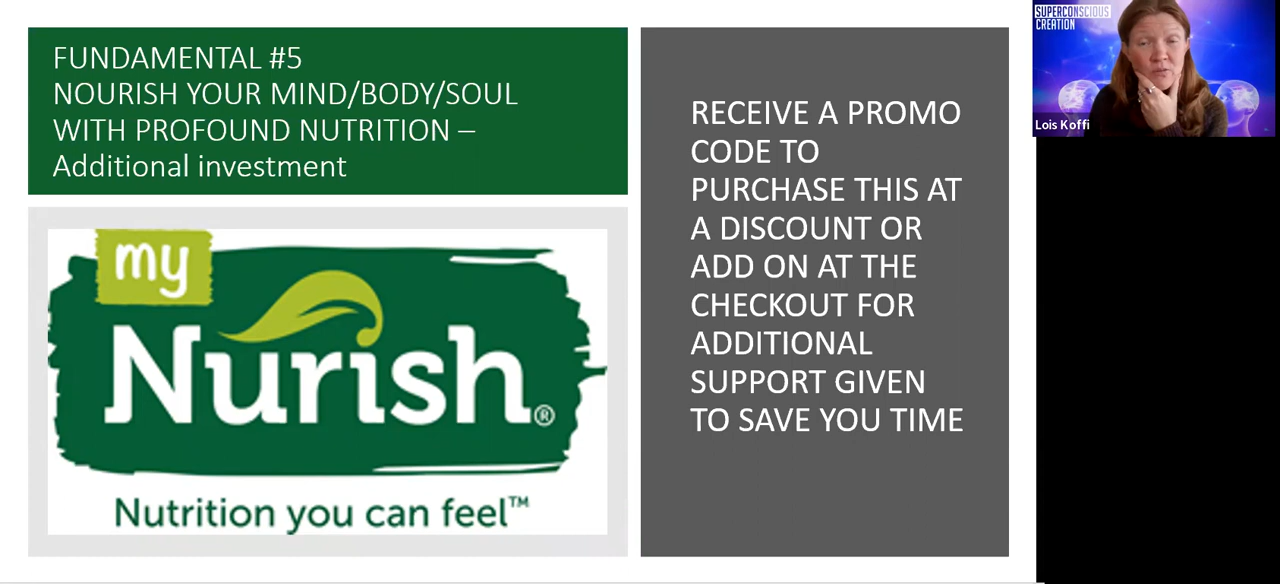 FUNDAMENTAL #5
NOURISH YOUR MIND/BODY/SOUL
WITH PROFOUND NUTRITION –
Additional investment
my
Nurish®
Nutrition you can feel™
RECEIVE A PROMO
CODE TO
PURCHASE THIS AT
A DISCOUNT OR
ADD ON AT THE
CHECKOUT FOR
ADDITIONAL
SUPPORT GIVEN
TO SAVE YOU TIME
SUPERCONSCIOUS
CREATION
Lois Koffi